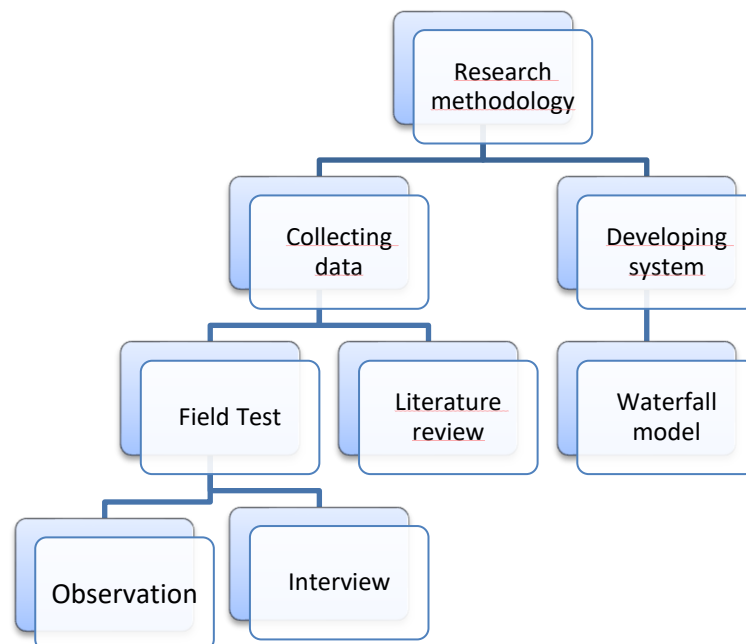 Research
methodology
Collecting
data
Developing
system
Field Test
Literature
review
Waterfall
model
Observation
Interview